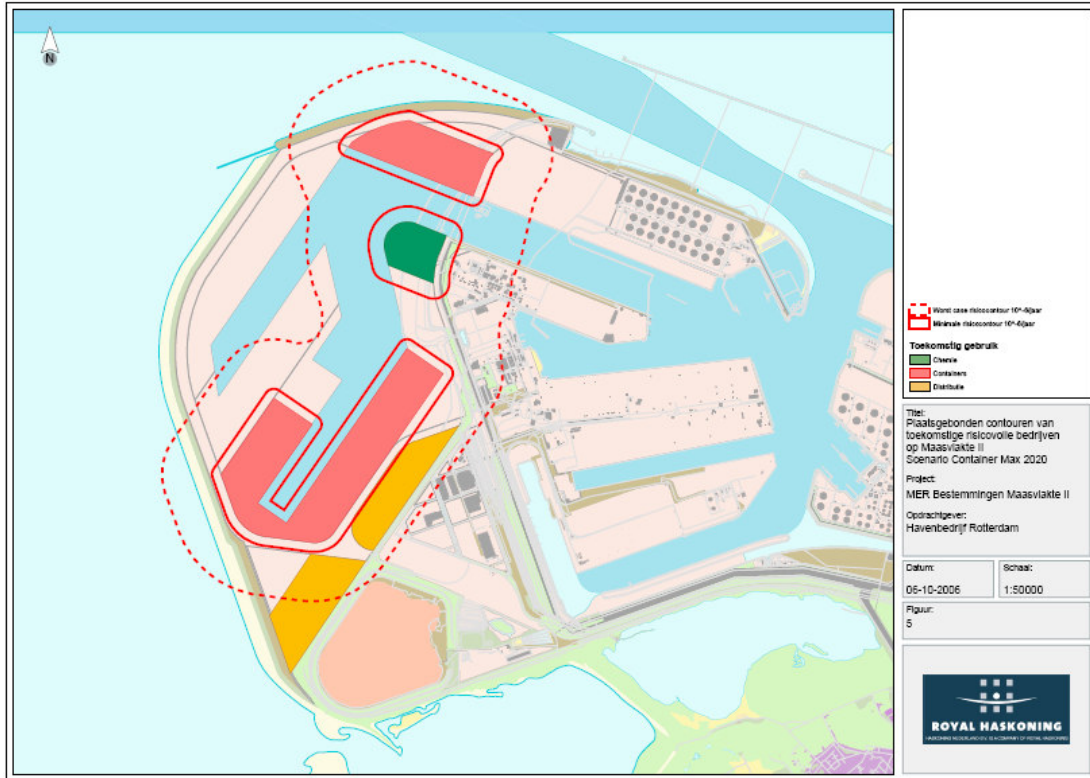 N
Worst case risicocontour 10^-6/jaar
Minimale risicocontour 10^-6/jaar
Toekomstig gebruik
Chemie
Containers
Distributie
Titel:
Plaatsgebonden contouren van
toekomstige risicovolle bedrijven
op Maasvlakte II
Scenario Container Max 2020
Project:
MER Bestemmingen Maasvlakte II
Opdrachtgever:
Havenbedrijf Rotterdam
Datum:
06-10-2006
Schaal:
1:50000
Figuur:
5
ROYAL HASKONING